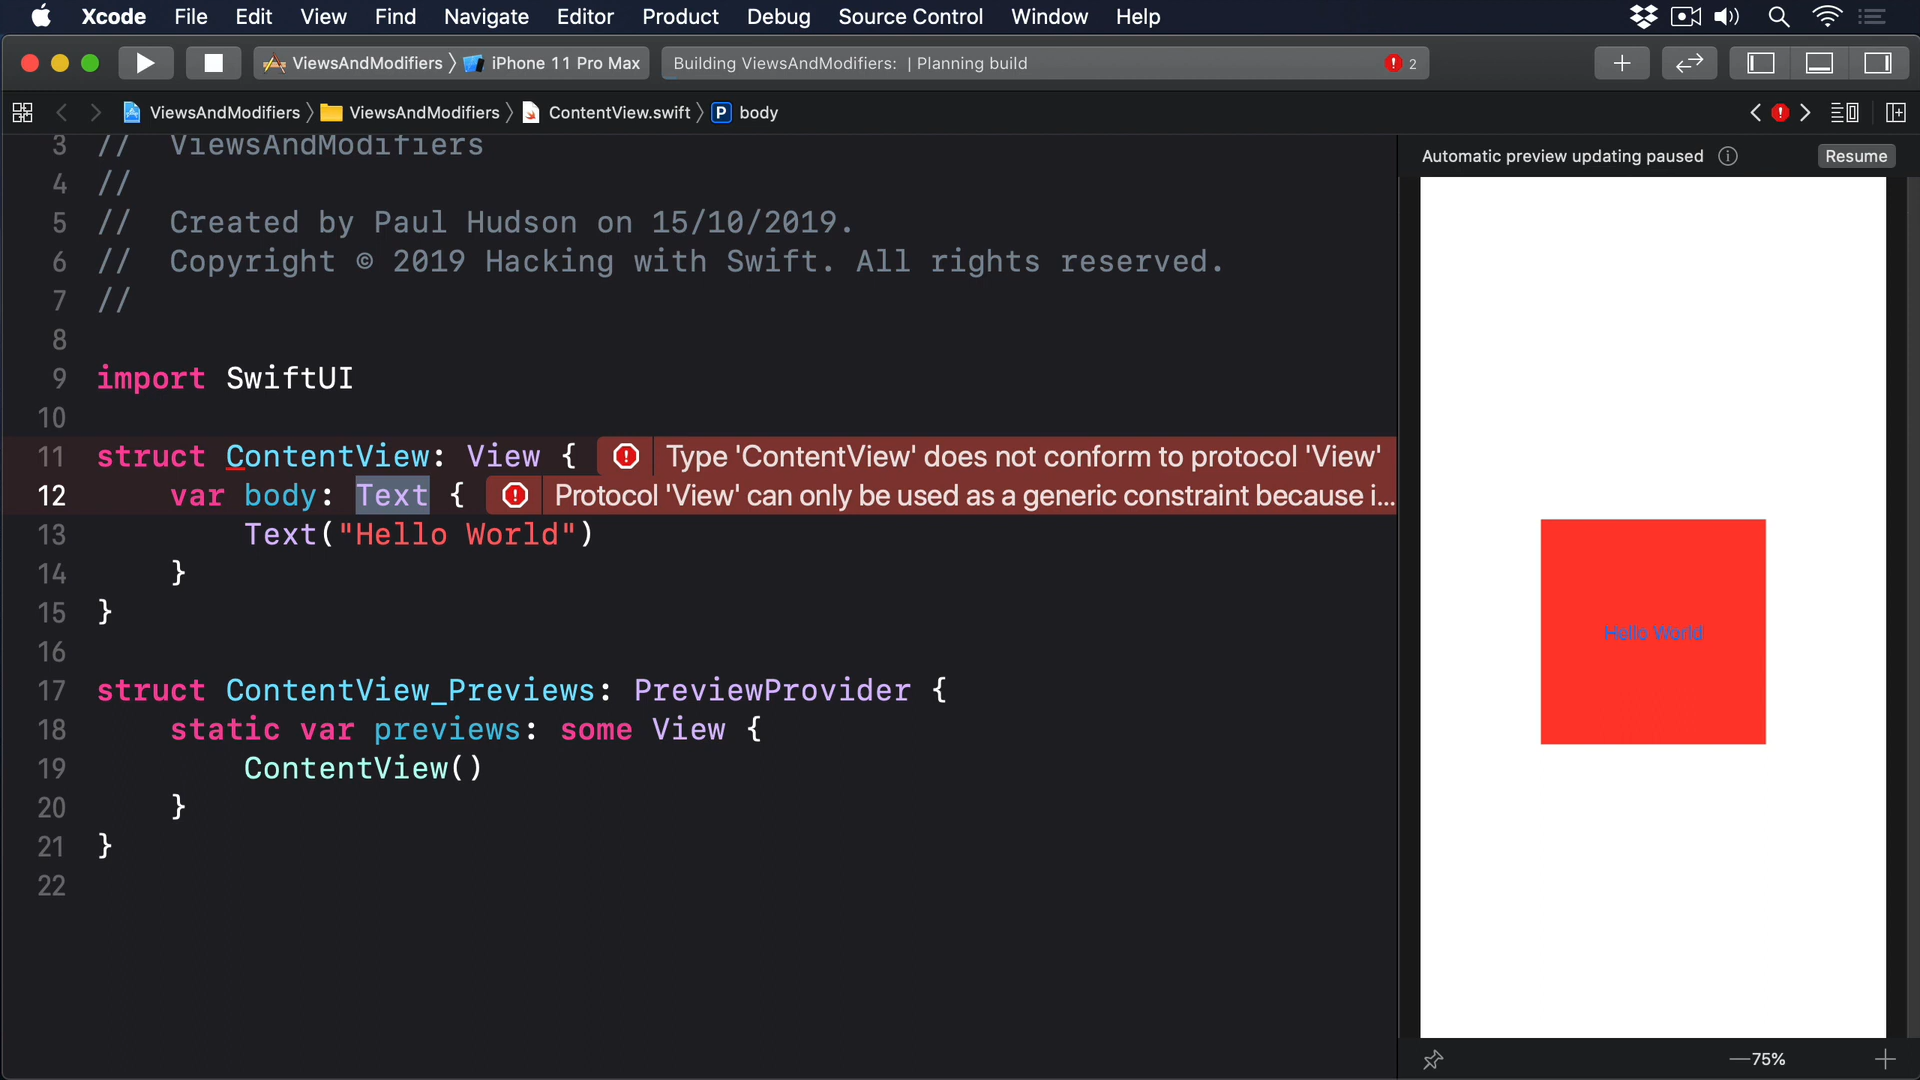 Xcode File Edit View Find Navigate Editor Product Debug Source Control Window Help
ViewsAndModifiers iPhone 11 Pro Max Building ViewsAndModifiers: | Planning build 2
ViewsAndModifiers ViewsAndModifiers ContentView.swift P body
Automatic preview updating paused Resume
3 // ViewsAndModifiers
4 //
5 // Created by Paul Hudson on 15/10/2019.
6 // Copyright © 2019 Hacking with Swift. All rights reserved.
7 //
8
9 import SwiftUI
10
11 struct ContentView: View { Type 'ContentView' does not conform to protocol 'View'
12 var body: Text { Protocol 'View' can only be used as a generic constraint because i...
13 Text("Hello World")
14 }
15 }
16
17 struct ContentView_Previews: PreviewProvider {
18 static var previews: some View {
19 ContentView()
20 }
21 }
22
Hello World
75%